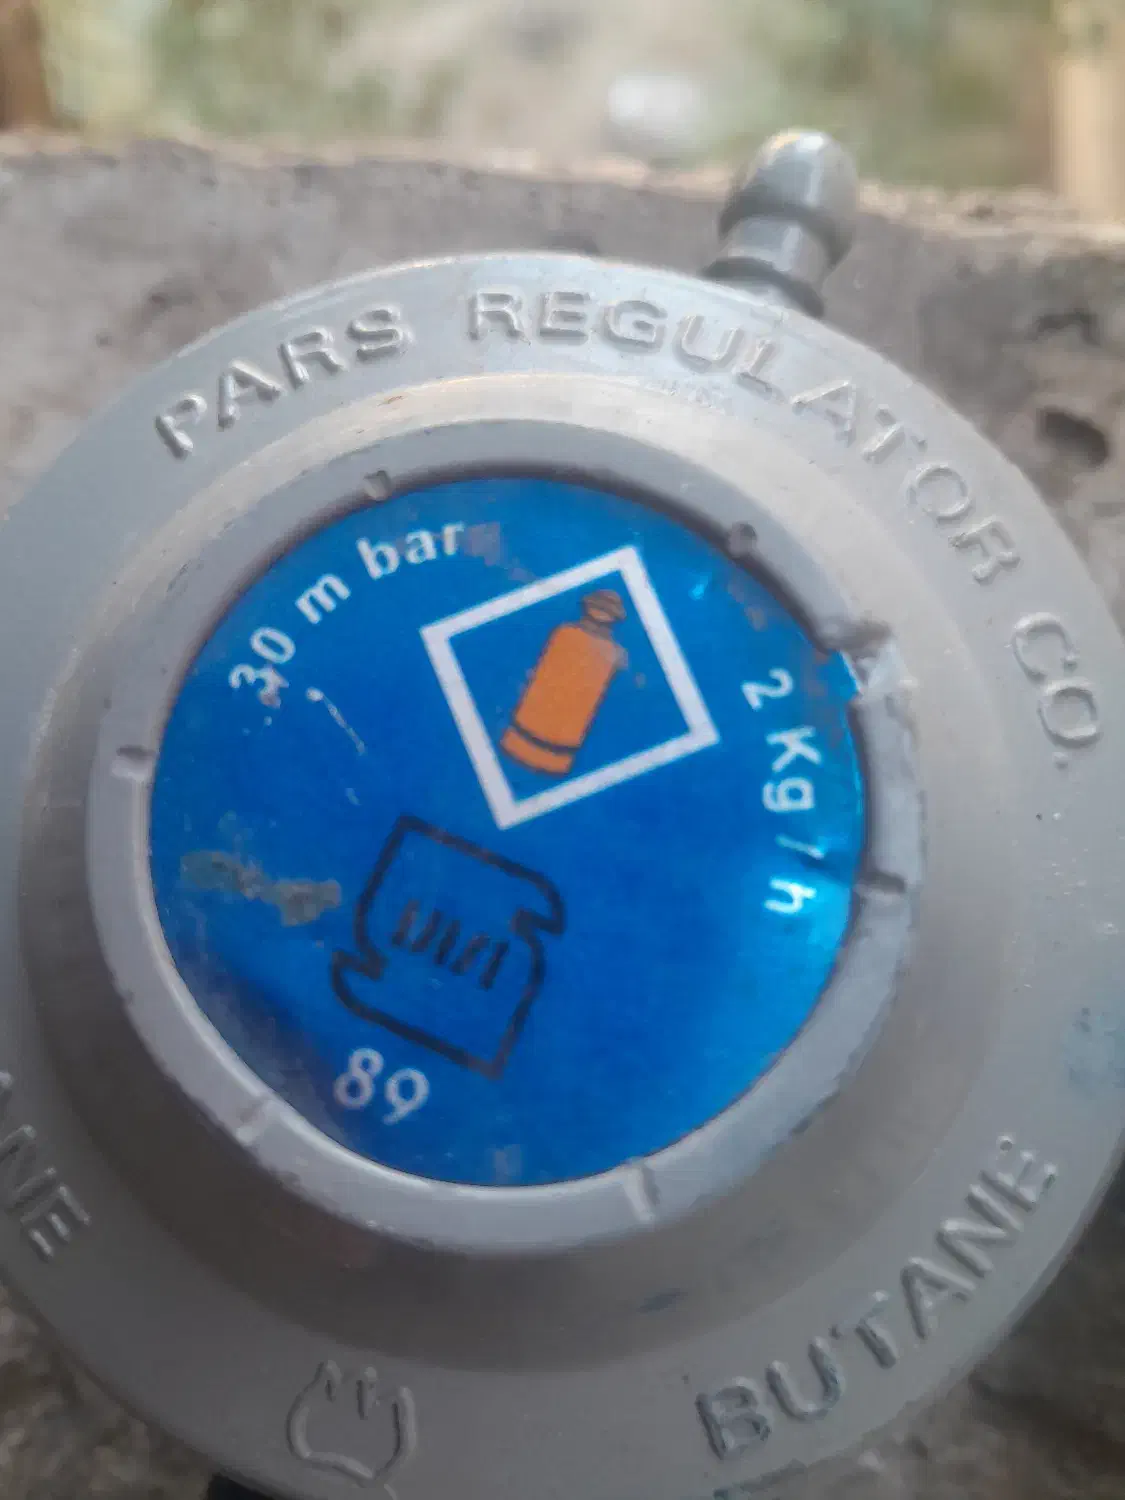 PARS REGULATOR CO.
30 m bar
2 Kg / h
89
BUTANE